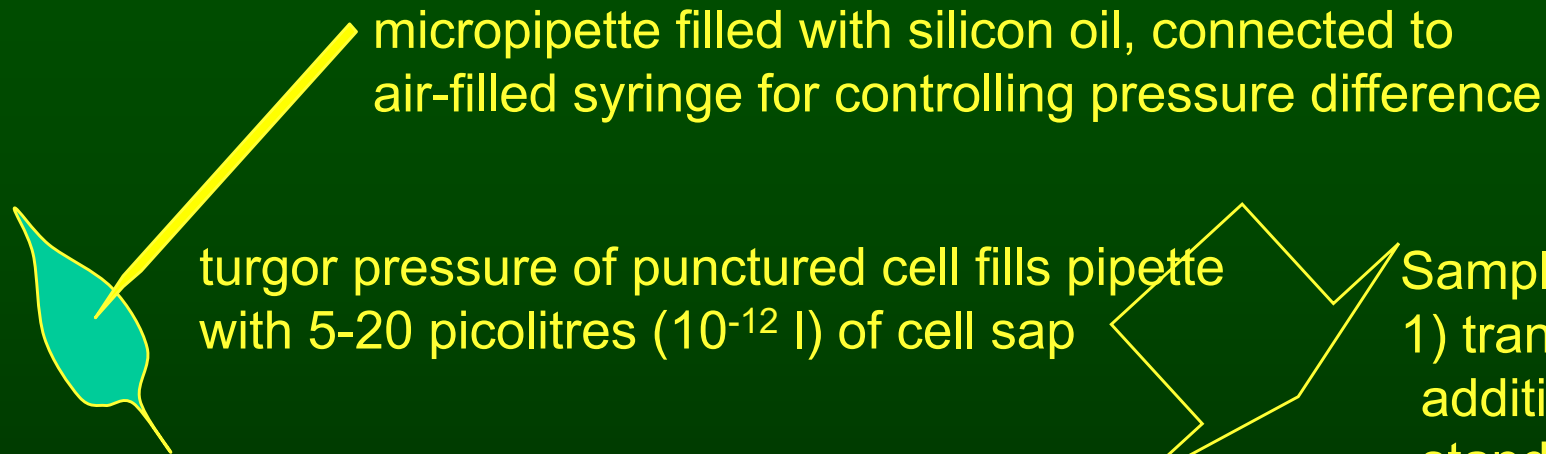 micropipette filled with silicon oil, connected to
air-filled syringe for controlling pressure difference
turgor pressure of punctured cell fills pipette
with 5-20 picolitres (10⁻¹² l) of cell sap
1)